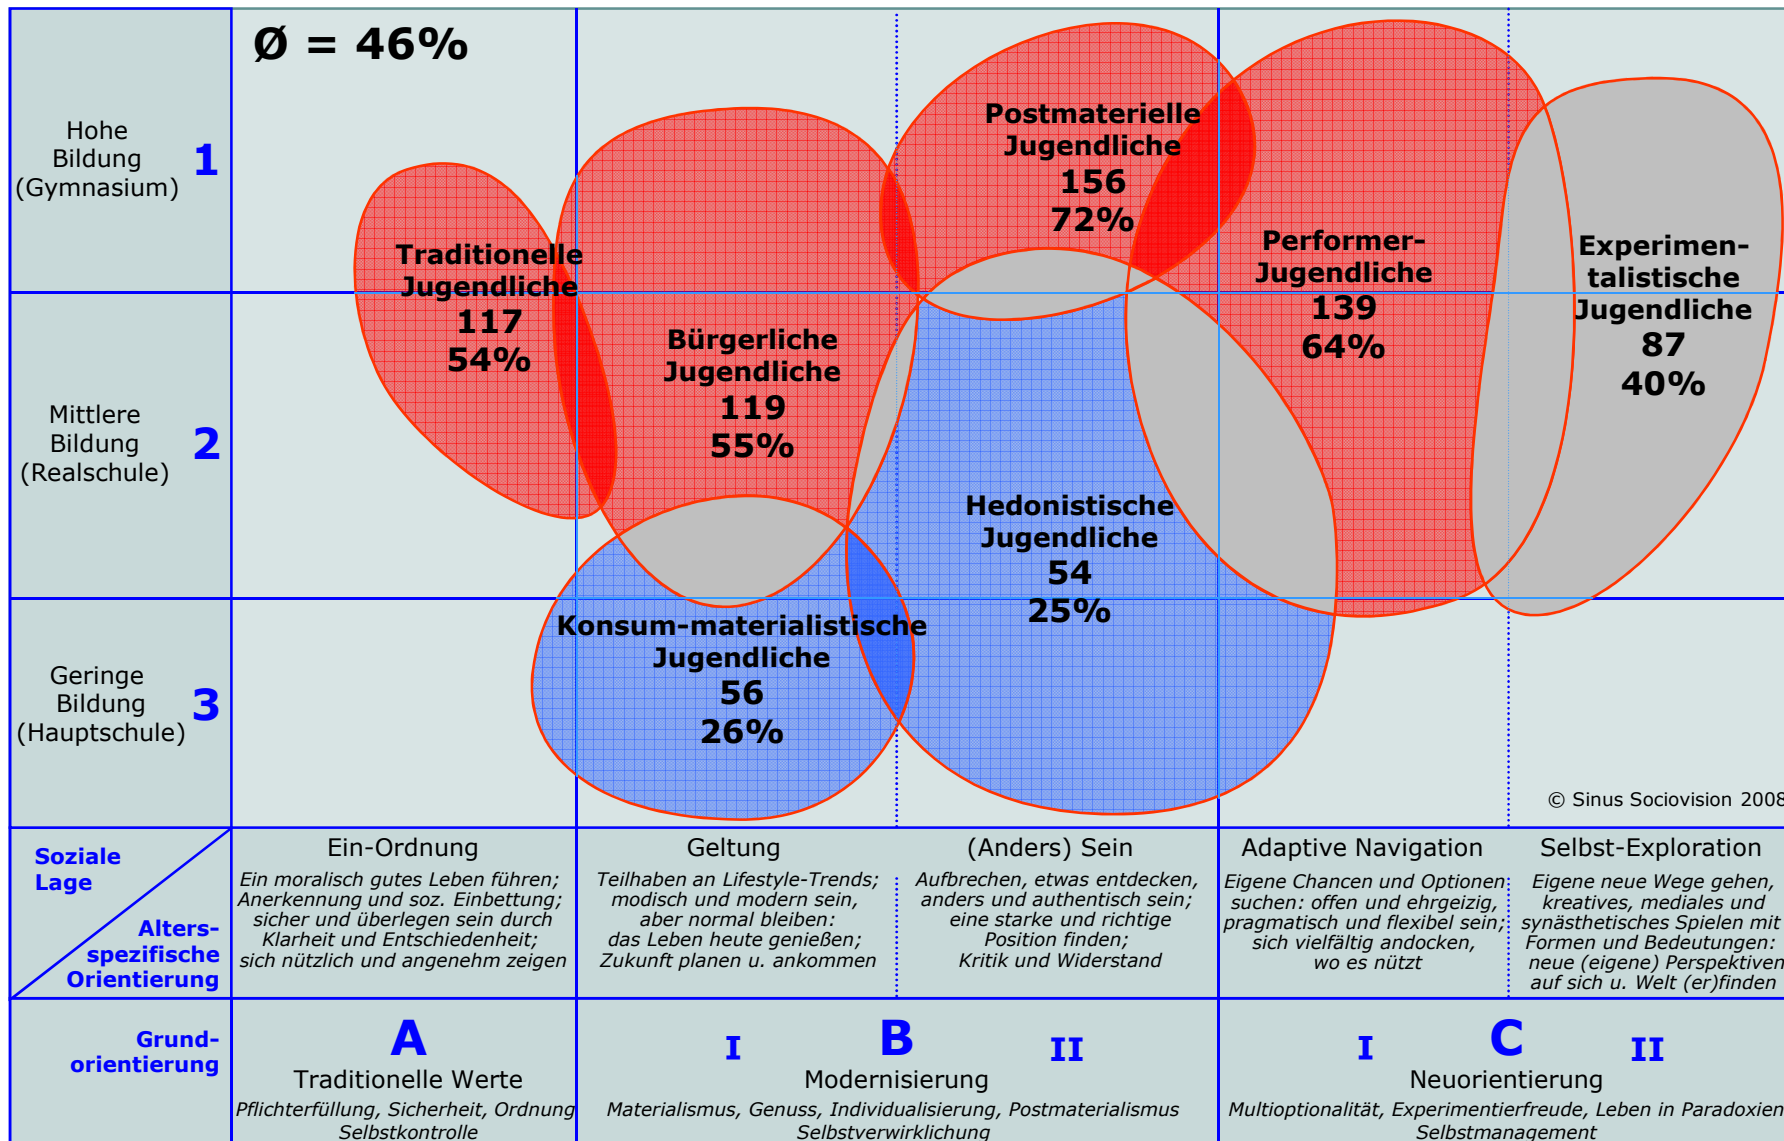 Ø = 46%
Hohe
Bildung
(Gymnasium)
1
Mittlere
Bildung
(Realschule)
2
Geringe
Bildung
(Hauptschule)
3
Traditionelle
Jugendliche
117
54%
Bürgerliche
Jugendliche
119
55%
Postmaterielle
Jugendliche
156
72%
Performer-
Jugendliche
139
64%
Experimen-
talistische
Jugendliche
87
40%
Hedonistische
Jugendliche
54
25%
Konsum-materialistische
Jugendliche
56
26%
© Sinus Sociovision 2008
Soziale
Lage
Alters-
spezifische
Orientierung
Ein-Ordnung
Ein moralisch gutes Leben führen;
Anerkennung und soz. Einbettung;
sicher und überlegen sein durch
Klarheit und Entschiedenheit;
sich nützlich und angenehm zeigen
Geltung
Teilhaben an Lifestyle-Trends;
modisch und modern sein,
aber normal bleiben:
das Leben heute genießen;
Zukunft planen u. ankommen
(Anders) Sein
Aufbrechen, etwas entdecken,
anders und authentisch sein;
eine starke und richtige
Position finden;
Kritik und Widerstand
Adaptive Navigation
Eigene Chancen und Optionen
suchen: offen und ehrgeizig,
pragmatisch und flexibel sein;
sich vielfältig andocken,
wo es nützt
Selbst-Exploration
Eigene neue Wege gehen,
kreatives, mediales und
synästhetisches Spielen mit
Formen und Bedeutungen:
neue (eigene) Perspektiven
auf sich u. Welt (er)finden
Grund-
orientierung
A
Traditionelle Werte
Pflichterfüllung, Sicherheit, Ordnung
Selbstkontrolle
I B II
Modernisierung
Materialismus, Genuss, Individualisierung, Postmaterialismus
Selbstverwirklichung
I C II
Neuorientierung
Multioptionalität, Experimentierfreude, Leben in Paradoxien
Selbstmanagement